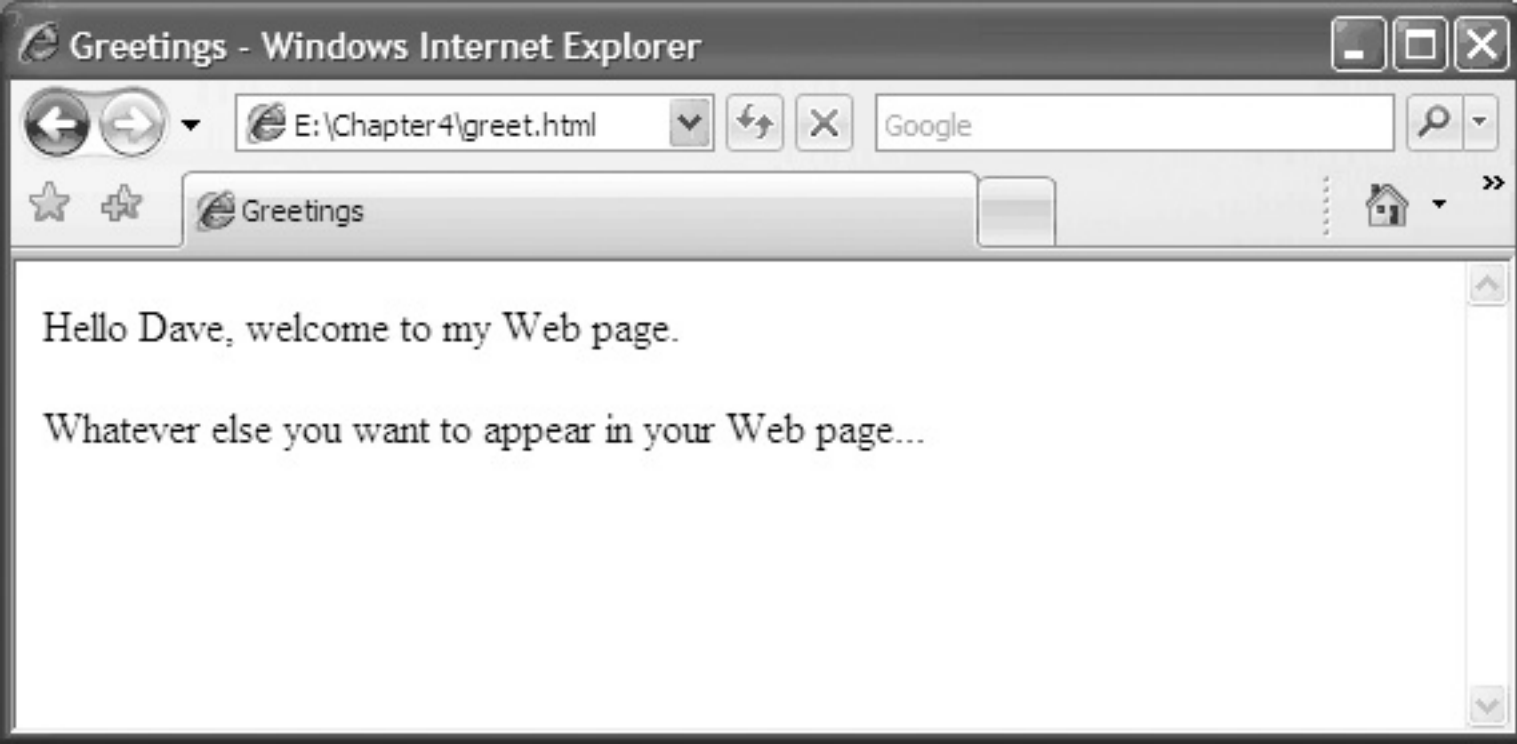 Greetings - Windows Internet Explorer
E:\Chapter4\greet.html
Google
Greetings
Hello Dave, welcome to my Web page.
Whatever else you want to appear in your Web page...